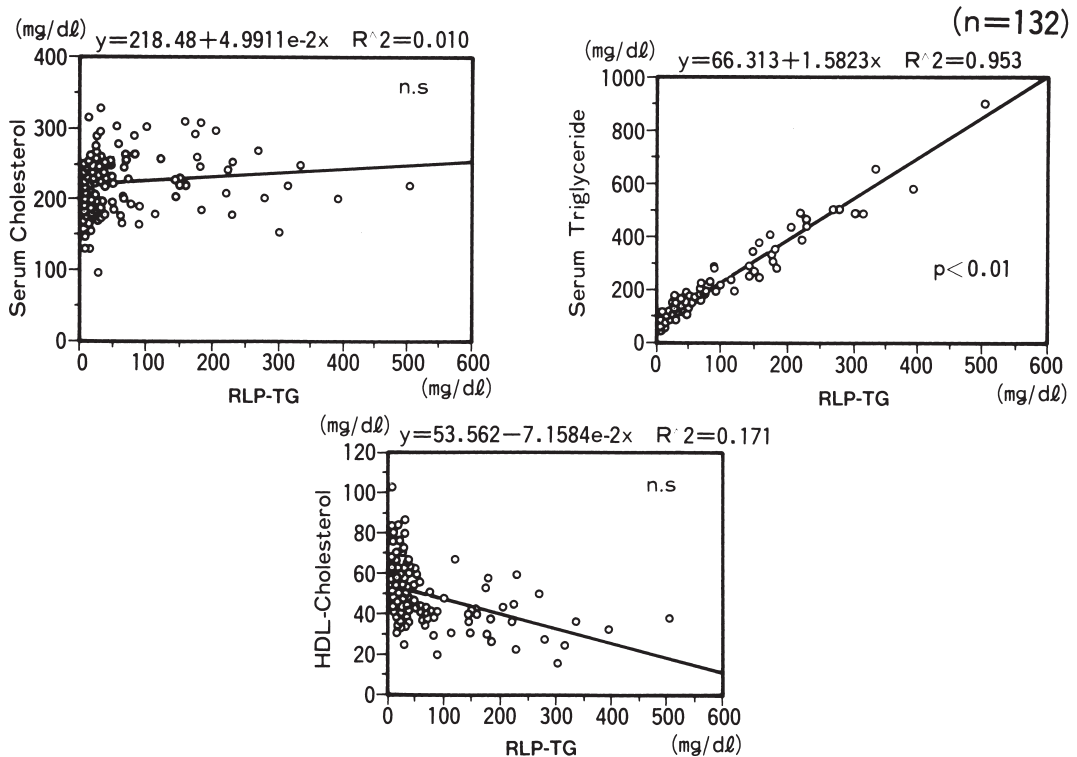 (n=132)
(mg/dℓ)
y=218.48+4.9911e-2x R^2=0.010
400
300
200
100
0
Serum Cholesterol
n.s
0 100 200 300 400 500 600
RLP-TG
(mg/dℓ)
(mg/dℓ)
y=66.313+1.5823x R^2=0.953
1000
800
600
400
200
0
Serum Triglyceride
p<0.01
0 100 200 300 400 500 600
RLP-TG
(mg/dℓ)
(mg/dℓ)
y=53.562−7.1584e-2x R^2=0.171
120
100
80
60
40
20
0
HDL-Cholesterol
n.s
0 100 200 300 400 500 600
RLP-TG
(mg/dℓ)